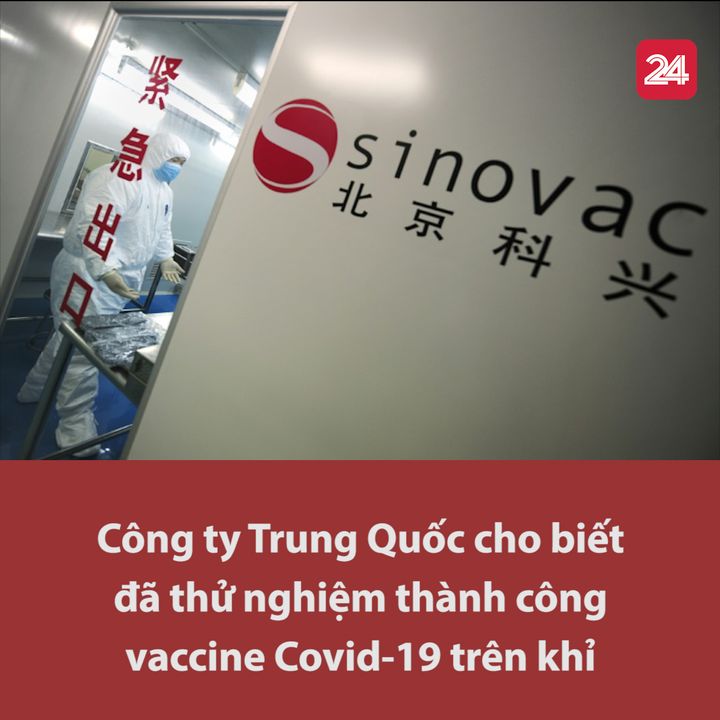 24
紧急出口
sinovac
北京科兴
Công ty Trung Quốc cho biết
đã thử nghiệm thành công
vaccine Covid-19 trên khỉ